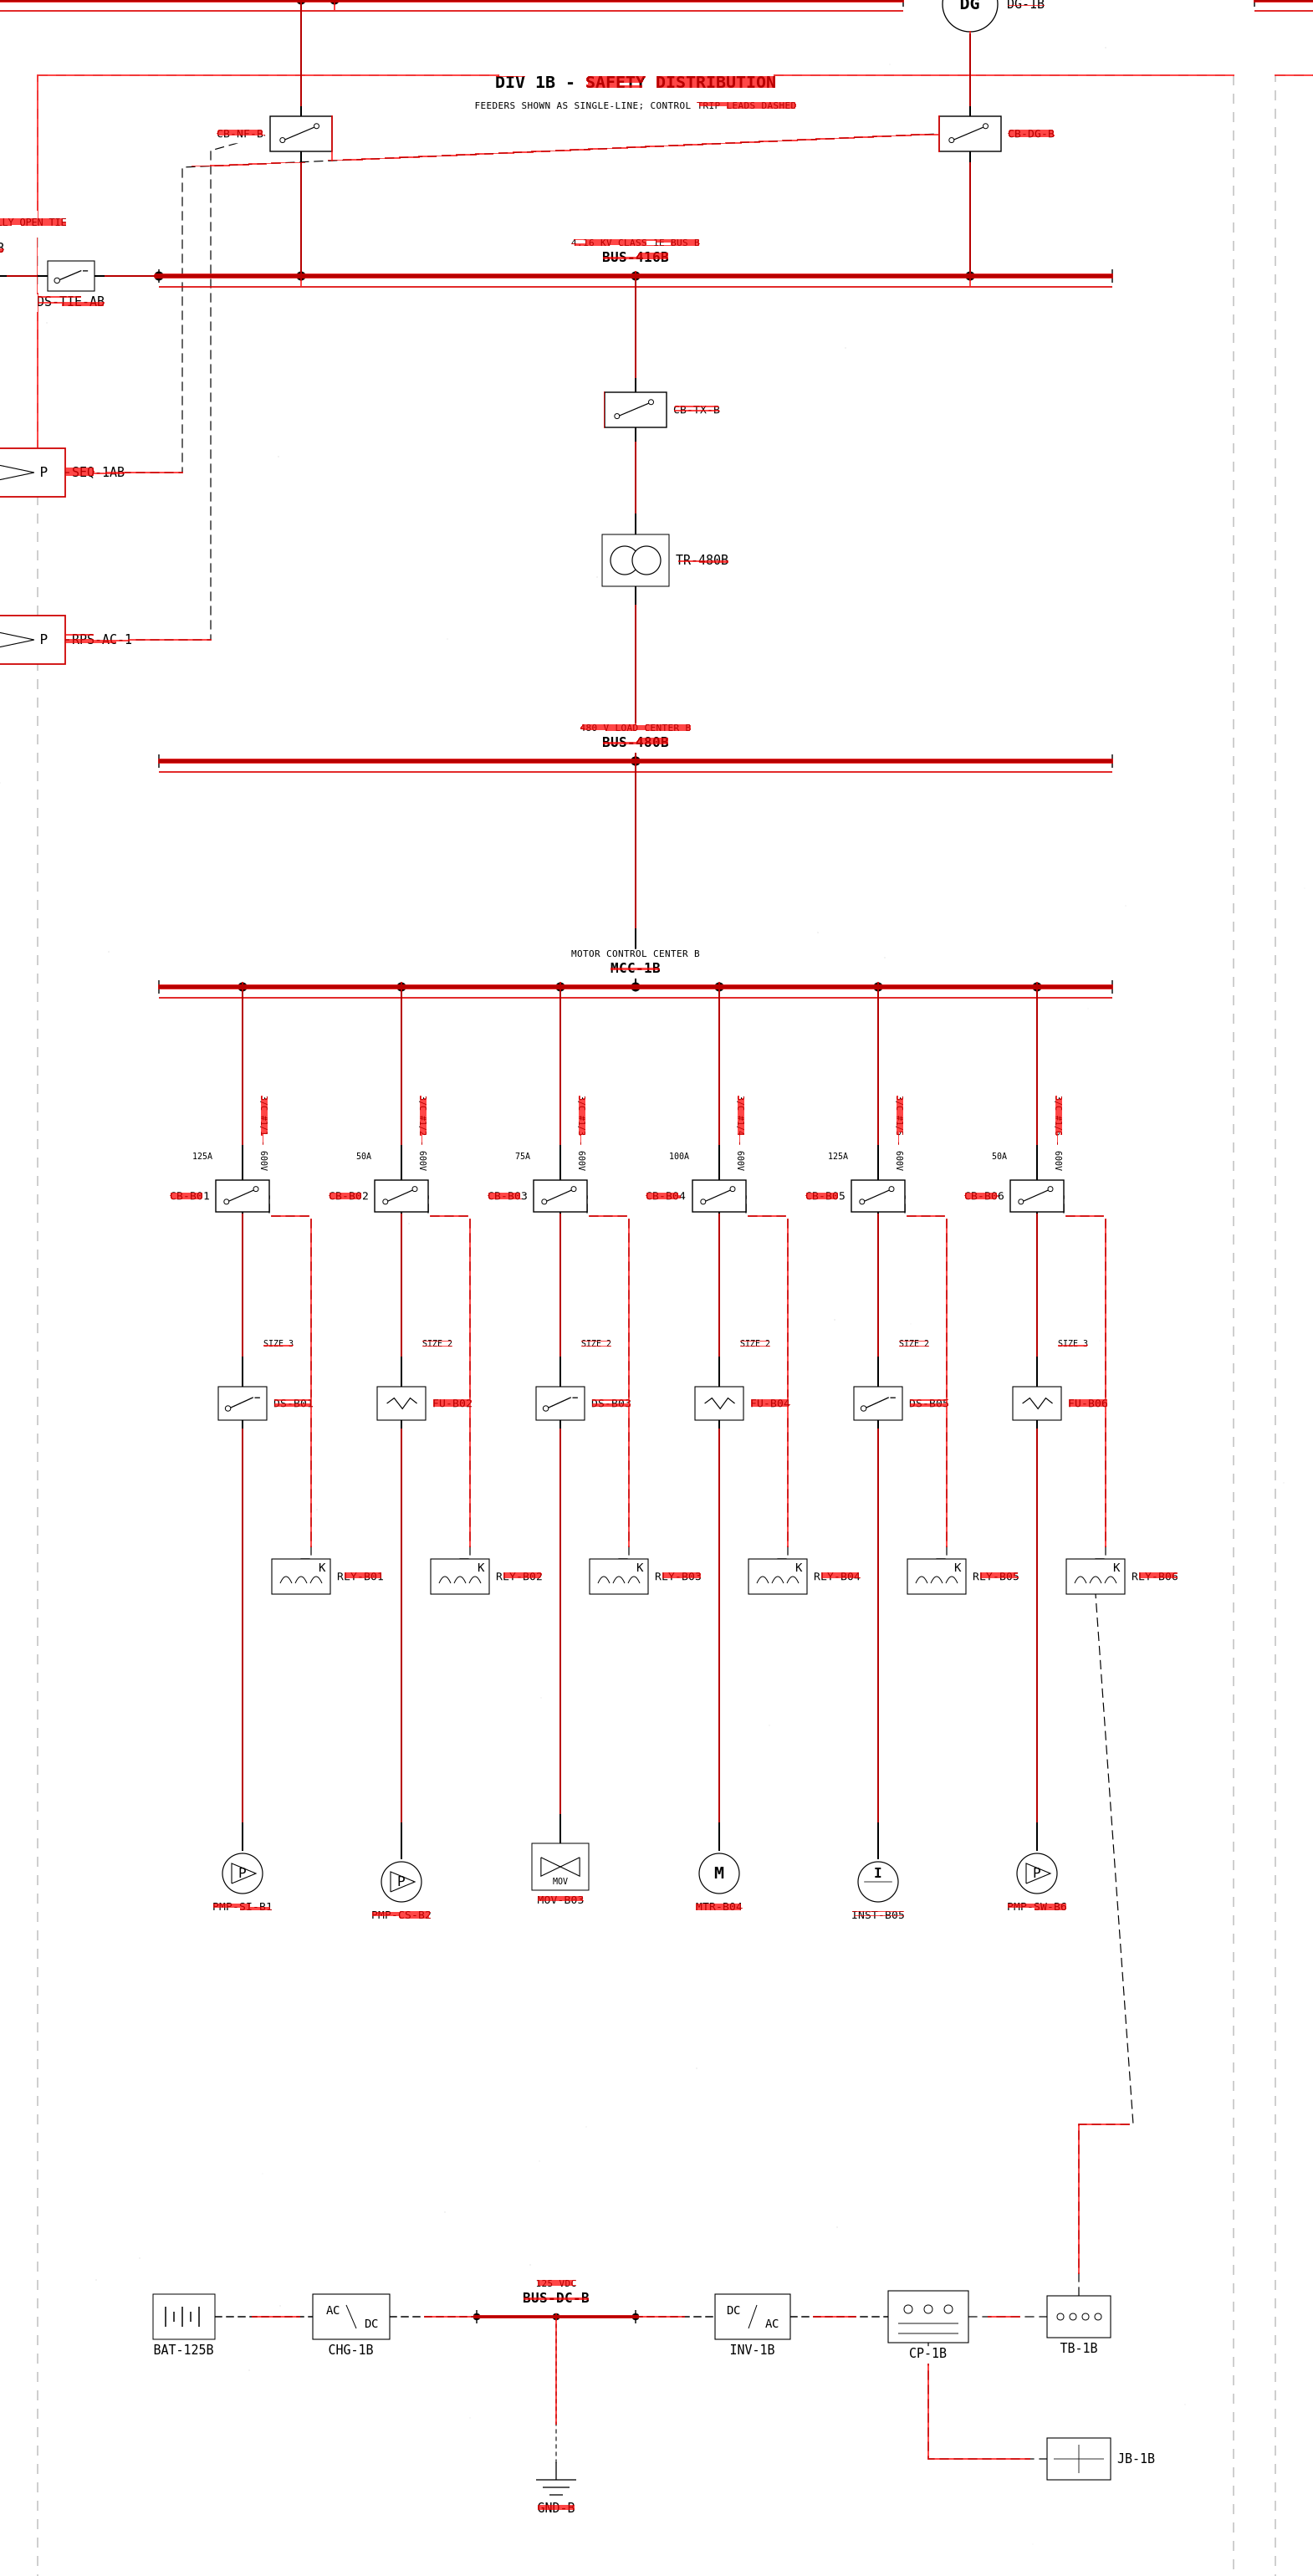 DG
DG-1B
DIV 1B - SAFETY DISTRIBUTION
FEEDERS SHOWN AS SINGLE-LINE; CONTROL TRIP LEADS DASHED
CB-NF-B
CB-DG-B
LLY OPEN TIE
4.16 KV CLASS 1E BUS B
BUS-416B
DS-TIE-AB
CB-TX-B
P
SEQ-1AB
TR-480B
P
RPS-AC-1
480 V LOAD CENTER B
BUS-480B
MOTOR CONTROL CENTER B
MCC-1B
600V
600V
600V
600V
600V
600V
125A
50A
75A
100A
125A
50A
CB-B01
CB-B02
CB-B03
CB-B04
CB-B05
CB-B06
SIZE 3
SIZE 2
SIZE 2
SIZE 2
SIZE 2
SIZE 3
DS-B01
FU-B02
DS-B03
FU-B04
DS-B05
FU-B06
K
K
K
K
K
K
RLY-B01
RLY-B02
RLY-B03
RLY-B04
RLY-B05
RLY-B06
P
PMP-SI-B1
P
PMP-CS-B2
MOV
MOV-B03
M
MTR-B04
I
INST-B05
P
PMP-SW-B6
125 VDC
BUS-DC-B
BAT-125B
AC
DC
CHG-1B
DC
AC
INV-1B
CP-1B
TB-1B
JB-1B
GND-B